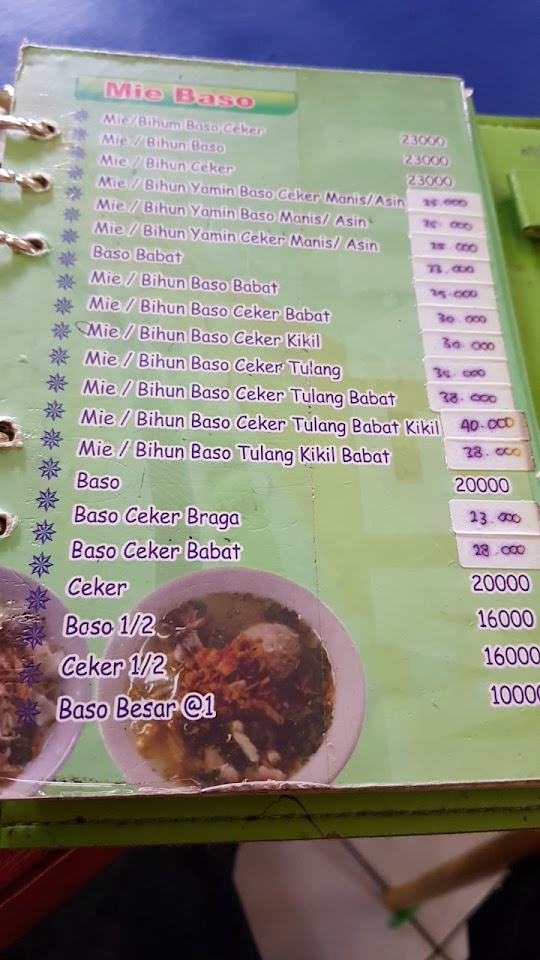 Mie Baso
Mie/Bihum Baso Ceker 23000
Mie / Bihun Baso 23000
Mie / Bihun Ceker 23000
Mie / Bihun Yamin Baso Ceker Manis/Asin
Mie / Bihun Yamin Baso Manis/ Asin
Mie / Bihun Yamin Ceker Manis/ Asin
Baso Babat
Mie / Bihun Baso Babat 25.000
Mie / Bihun Baso Ceker Babat 30.000
Mie / Bihun Baso Ceker Kikil 30.000
Mie / Bihun Baso Ceker Tulang 35.000
Mie / Bihun Baso Ceker Tulang Babat 38.000
Mie / Bihun Baso Ceker Tulang Babat Kikil 40.000
Mie / Bihun Baso Tulang Kikil Babat 38.000
Baso 20000
Baso Ceker Braga 23.000
Baso Ceker Babat 28.000
Ceker 20000
Baso 1/2 16000
Ceker 1/2 16000
Baso Besar @1 10000